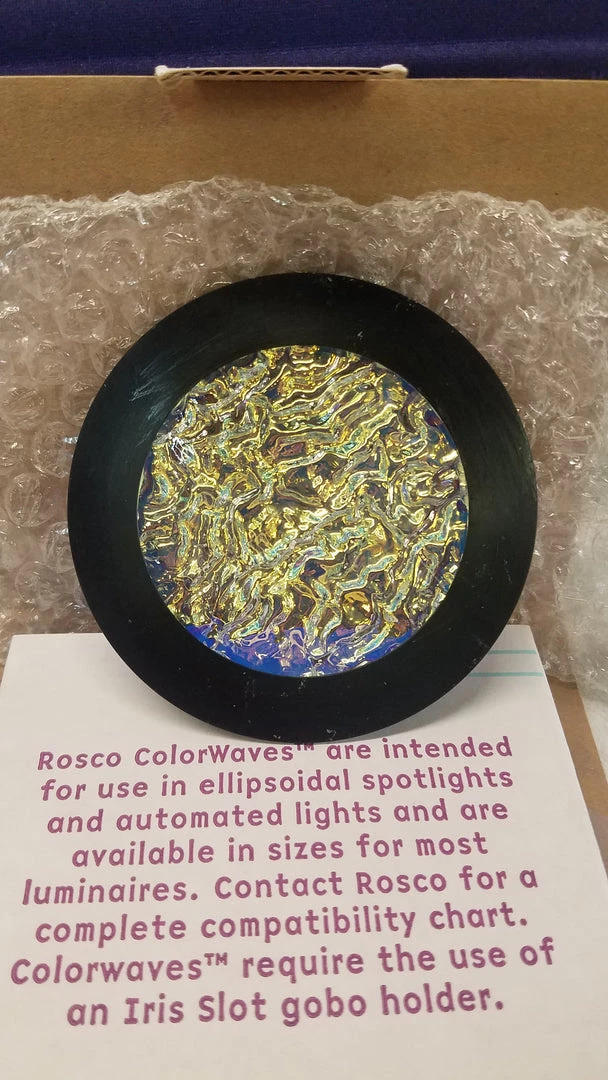 Rosco ColorWaves™ are intended
for use in ellipsoidal spotlights
and automated lights and are
available in sizes for most
luminaires. Contact Rosco for a
complete compatibility chart.
Colorwaves™ require the use of
an Iris Slot gobo holder.